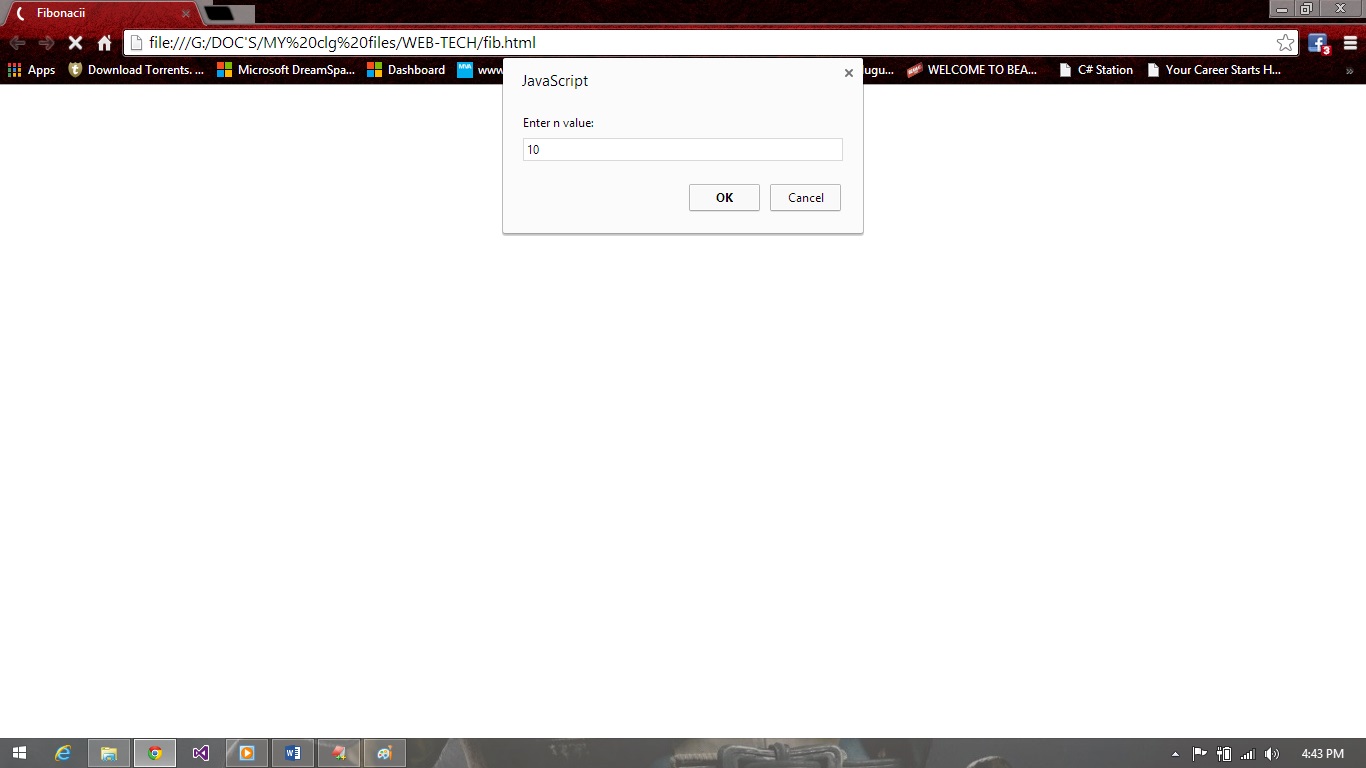 Fibonacii
file:///G:/DOC'S/MY%20clg%20files/WEB-TECH/fib.html
3
Apps Download Torrents. ... Microsoft DreamSpa... Dashboard MVA www ugu... WELCOME TO BEA... C# Station Your Career Starts H... »
JavaScript
Enter n value:
10
OK Cancel
4:43 PM